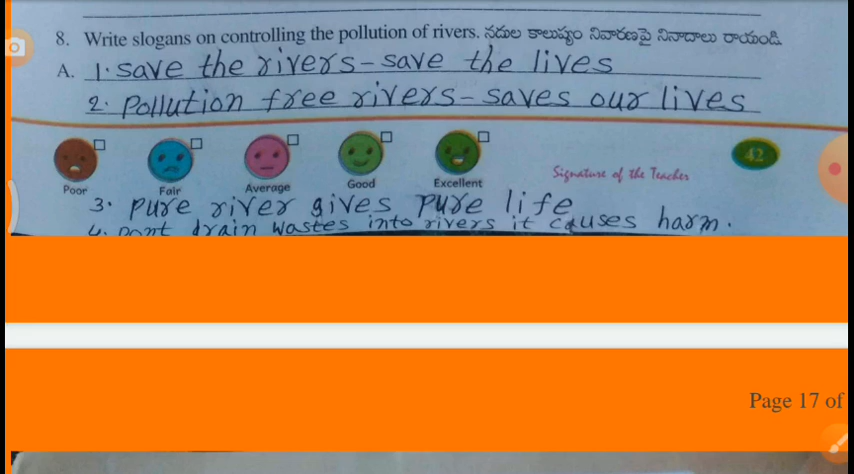 8. Write slogans on controlling the pollution of rivers. నదుల కాలుష్యం నివారణపై నినాదాలు రాయండి.
A. 1. save the rivers – save the lives
2. Pollution free rivers – saves our lives
Poor Fair Average Good Excellent Signature of the Teacher 42
3. pure river gives pure life
4. Dont drain wastes into rivers it causes harm.
Page 17 of